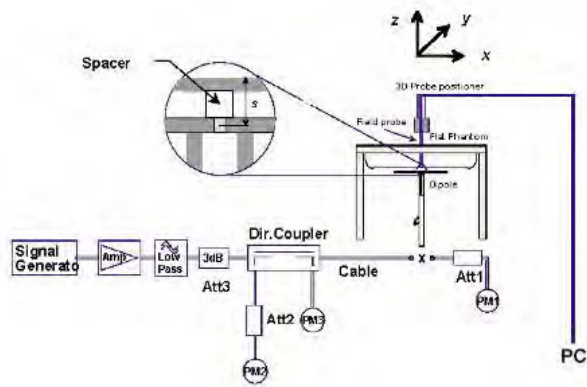 z
y
x
Spacer
s
3D Probe positioner
Field probe
Flat Phantom
Dipole
Dir.Coupler
Signal
Generato
Amp
Low
Pass
3dB
Att3
Cable
x
Att1
PM1
Att2
PM3
PM2
PC